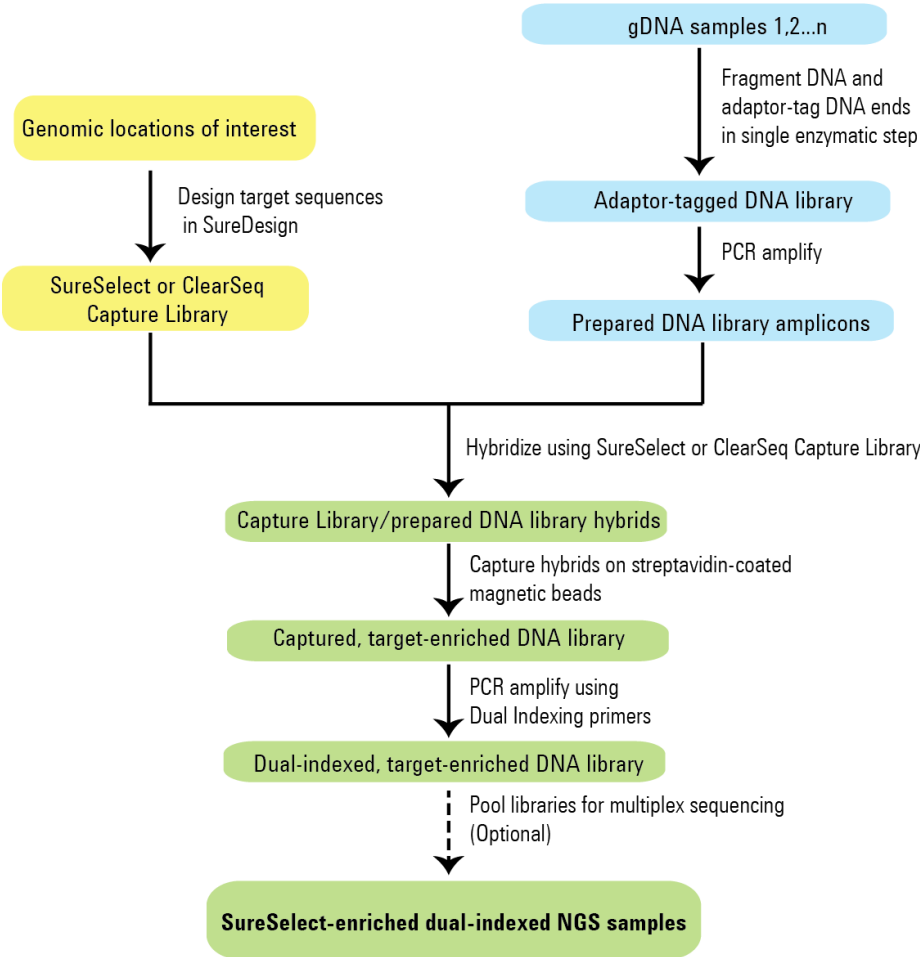 gDNA samples 1,2...n
Fragment DNA and
adaptor-tag DNA ends
in single enzymatic step
Genomic locations of interest
Design target sequences
in SureDesign
Adaptor-tagged DNA library
PCR amplify
SureSelect or ClearSeq
Capture Library
Prepared DNA library amplicons
Hybridize using SureSelect or ClearSeq Capture Library
Capture Library/prepared DNA library hybrids
Capture hybrids on streptavidin-coated
magnetic beads
Captured, target-enriched DNA library
PCR amplify using
Dual Indexing primers
Dual-indexed, target-enriched DNA library
Pool libraries for multiplex sequencing
(Optional)
SureSelect-enriched dual-indexed NGS samples